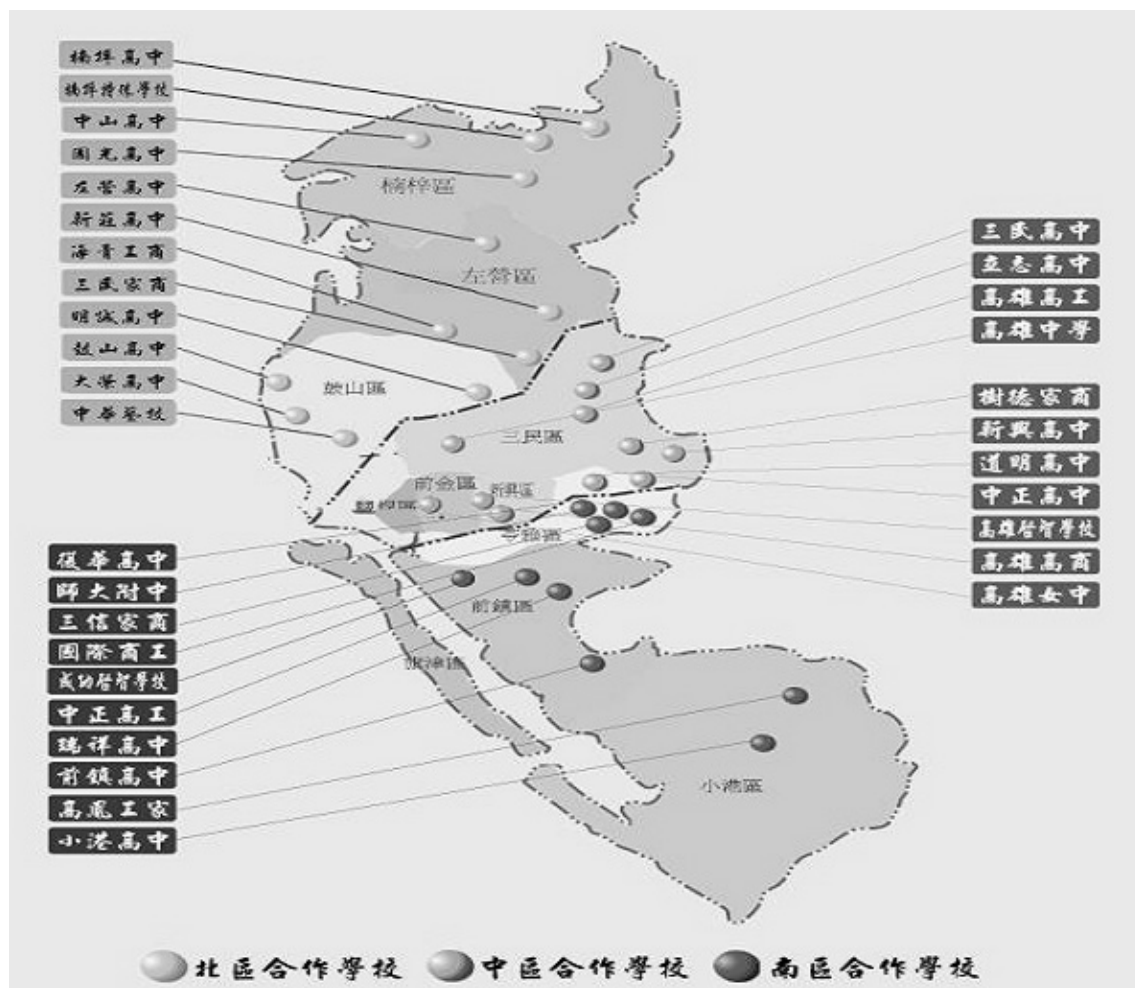 楠梓高中
楠梓特殊學校
中山高中
國光高中
左營高中
新莊高中
海青工商
三民家商
明誠高中
鼓山高中
大榮高中
中華藝校
三民高中
立志高中
高雄高工
高雄中學
樹德家商
新興高中
道明高中
中正高中
高雄啓智學校
高雄高商
高雄女中
復華高中
師大附中
三信家商
國際商工
成功啓智學校
中正高工
瑞祥高中
前鎮高中
高鳳工家
小港高中
楠梓區
左營區
鼓山區
三民區
前金區
新興區
鹽埕區
苓雅區
前鎮區
旗津區
小港區
北區合作學校
中區合作學校
南區合作學校